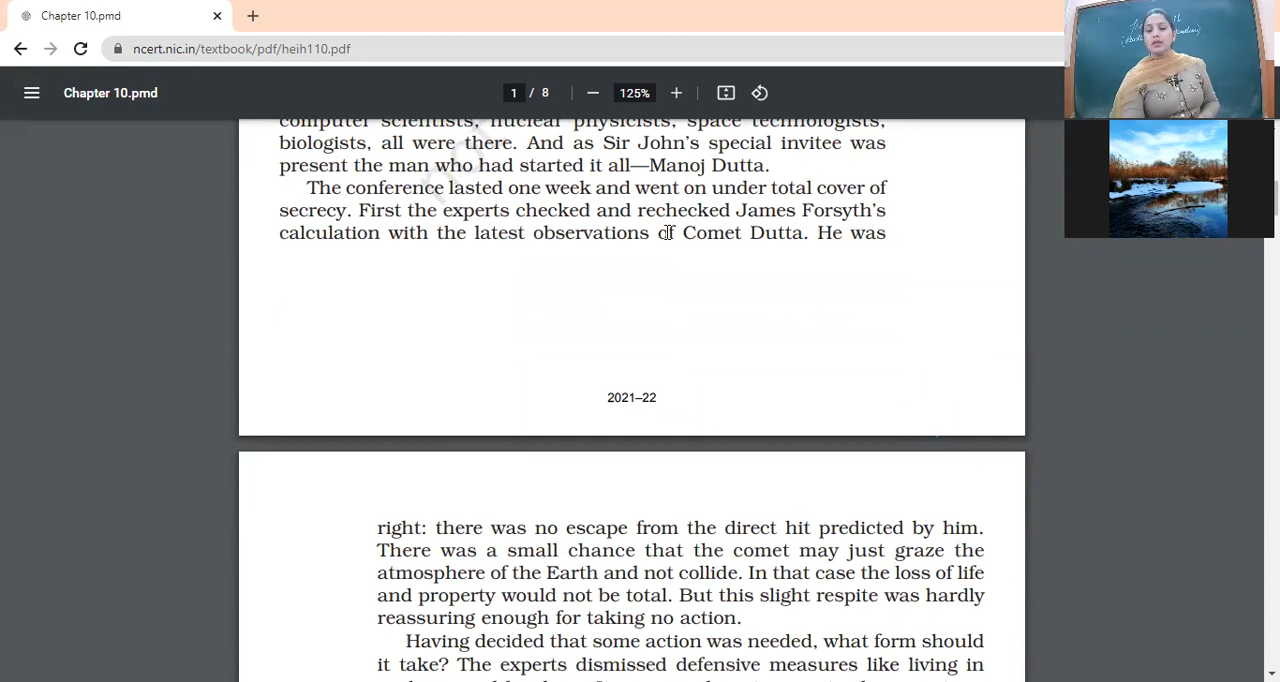 Chapter 10.pmd
ncert.nic.in/textbook/pdf/heih110.pdf
Chapter 10.pmd
1 / 8
125%
computer scientists, nuclear physicists, space technologists,
biologists, all were there. And as Sir John's special invitee was
present the man who had started it all—Manoj Dutta.
The conference lasted one week and went on under total cover of
secrecy. First the experts checked and rechecked James Forsyth's
calculation with the latest observations of Comet Dutta. He was
2021–22
right: there was no escape from the direct hit predicted by him.
There was a small chance that the comet may just graze the
atmosphere of the Earth and not collide. In that case the loss of life
and property would not be total. But this slight respite was hardly
reassuring enough for taking no action.
Having decided that some action was needed, what form should
it take? The experts dismissed defensive measures like living in